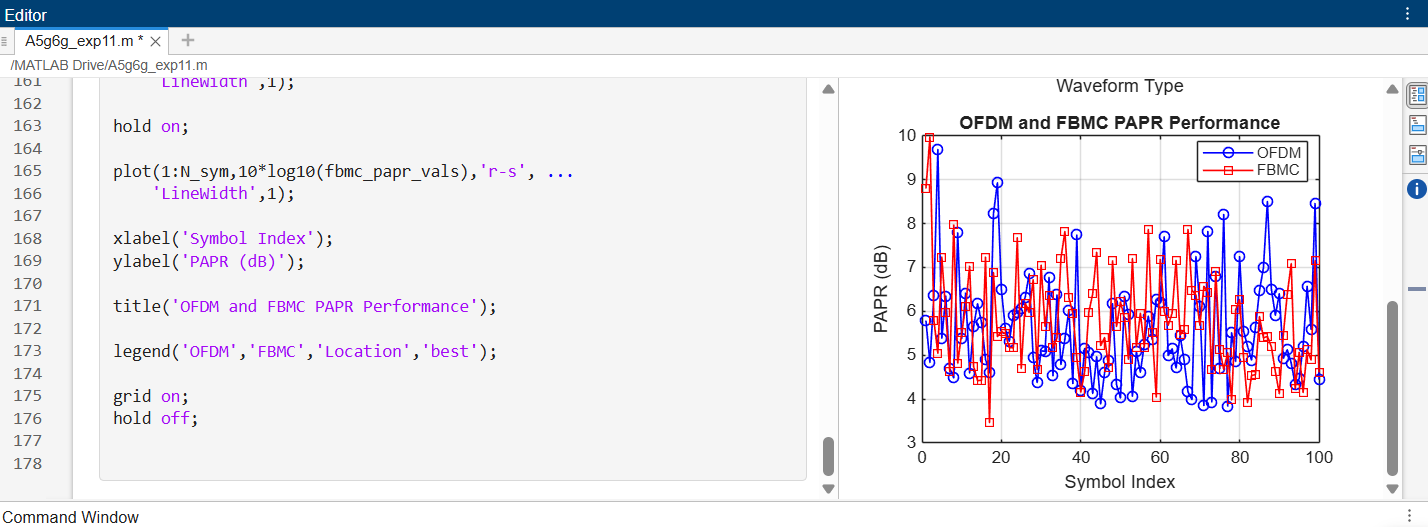 Editor
A5g6g_exp11.m *
/MATLAB Drive/A5g6g_exp11.m
161 'LineWidth',1);
162
163 hold on;
164
165 plot(1:N_sym,10*log10(fbmc_papr_vals),'r-s', ...
166 'LineWidth',1);
167
168 xlabel('Symbol Index');
169 ylabel('PAPR (dB)');
170
171 title('OFDM and FBMC PAPR Performance');
172
173 legend('OFDM','FBMC','Location','best');
174
175 grid on;
176 hold off;
177
178
Waveform Type
OFDM and FBMC PAPR Performance
OFDM
FBMC
PAPR (dB)
10
9
8
7
6
5
4
3
0 20 40 60 80 100
Symbol Index
Command Window